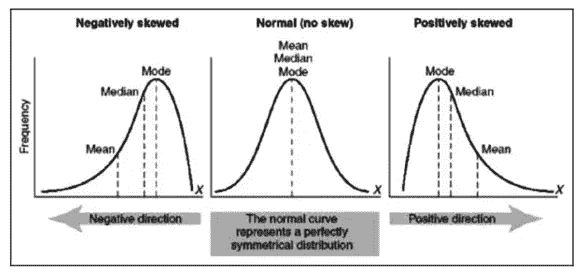 Negatively skewed
Normal (no skew)
Positively skewed
Frequency
Mode
Median
Mean
X
Mean
Median
Mode
X
Mode
Median
Mean
X
Negative direction
The normal curve
represents a perfectly
symmetrical distribution
Positive direction